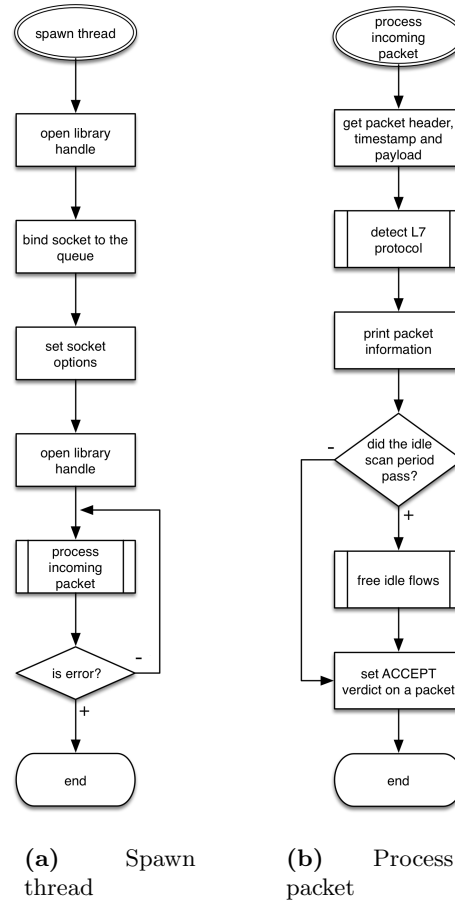 spawn thread
open library
handle
bind socket to the
queue
set socket
options
open library
handle
process
incoming
packet
is error?
-
+
end
(a) Spawn
thread
process
incoming
packet
get packet header,
timestamp and
payload
detect L7
protocol
print packet
information
-
did the idle
scan period
pass?
+
free idle flows
set ACCEPT
verdict on a packet
end
(b) Process
packet